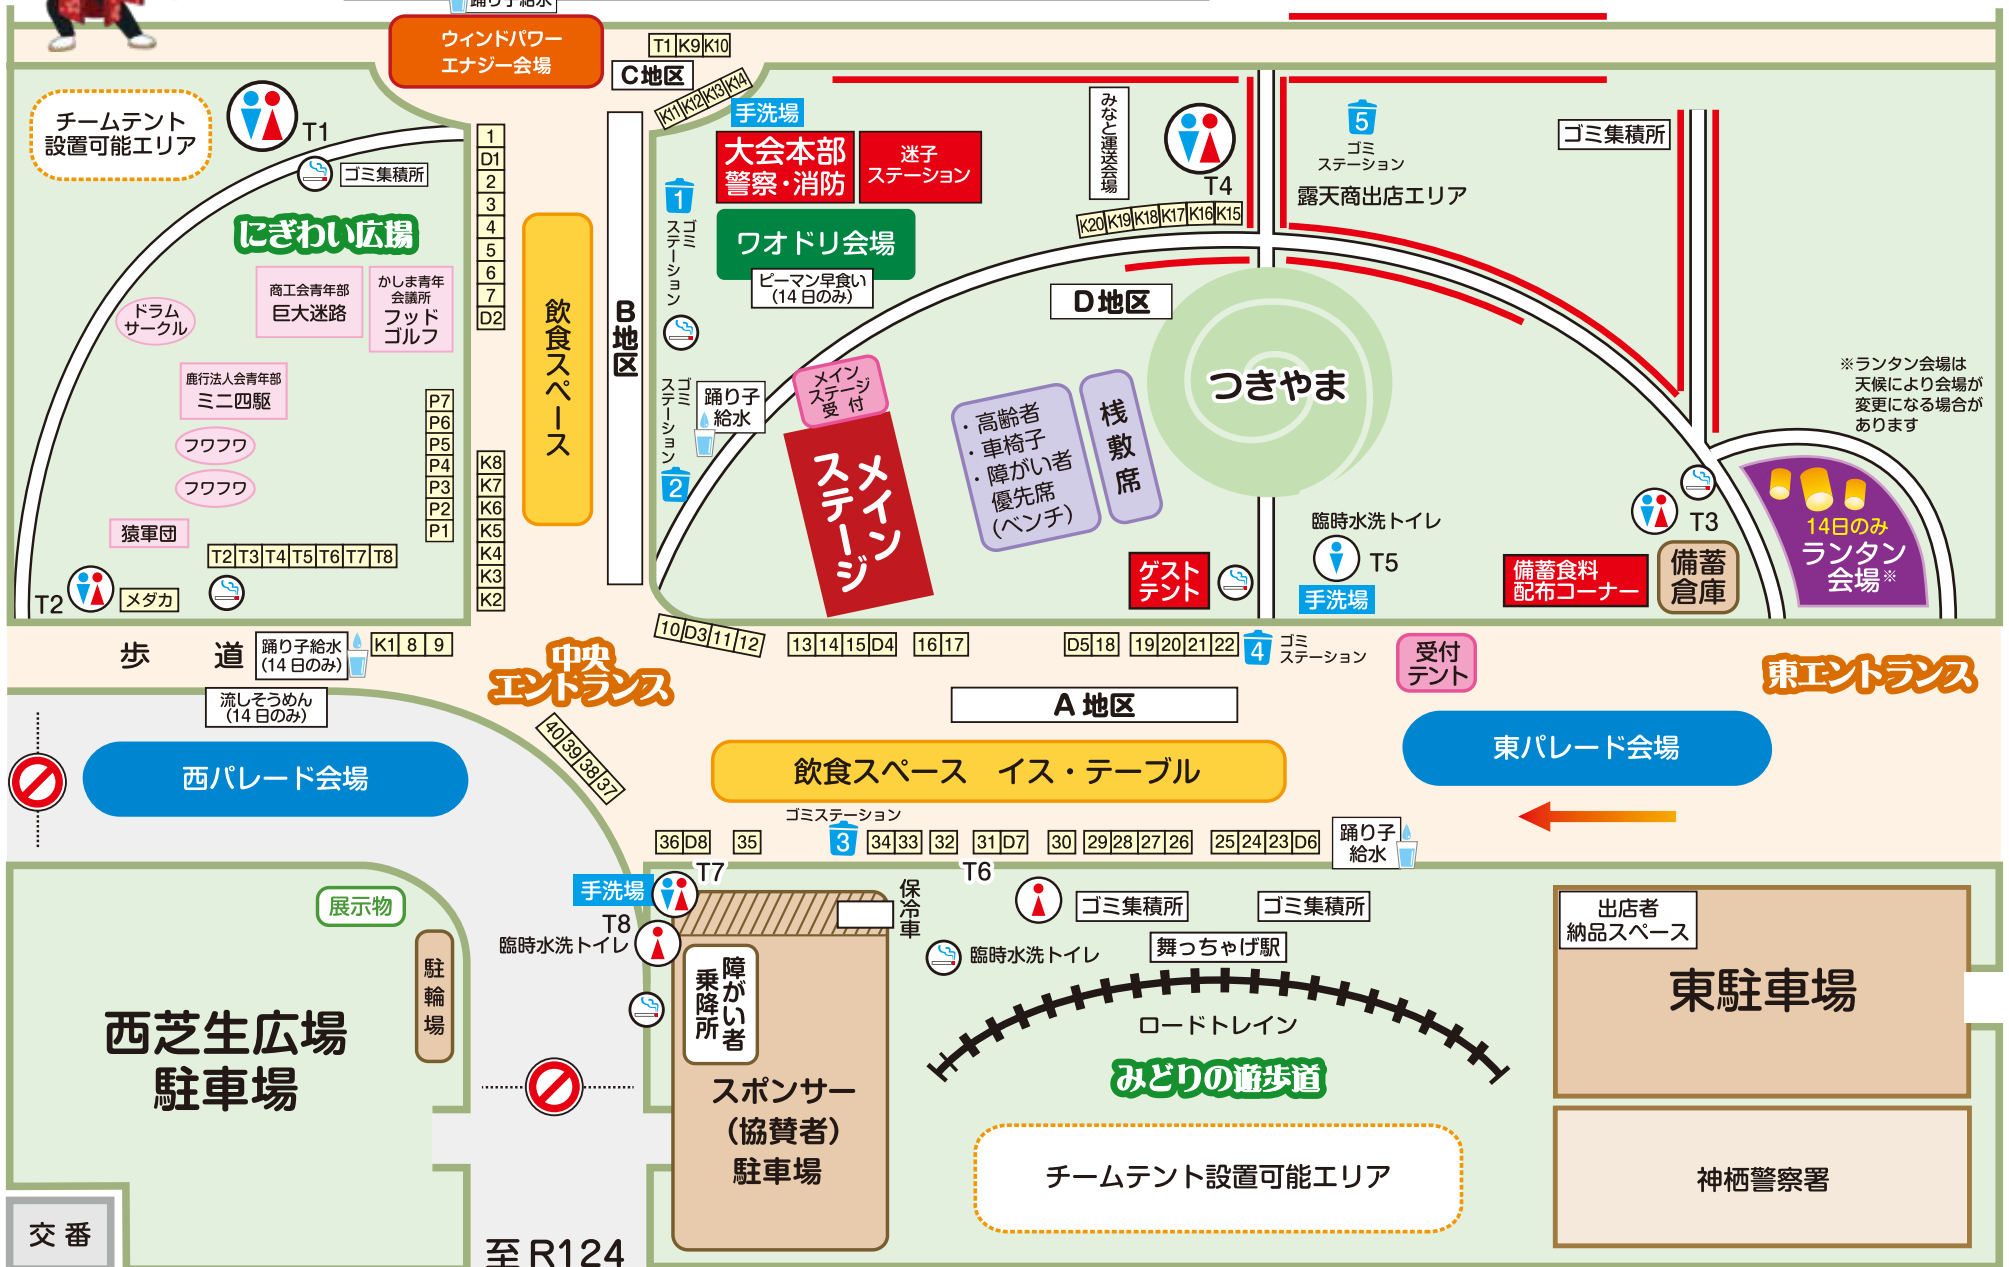 踊り子給水
ウィンドパワー
エナジー会場
T1 K9 K10
C地区
K11 K12 K13 K14
チームテント
設置可能エリア
T1
ゴミ集積所
にぎわい広場
商工会青年部
巨大迷路
かしま青年
会議所
フッド
ゴルフ
ドラム
サークル
鹿行法人会青年部
ミニ四駆
フワフワ
フワフワ
猿軍団
T2 T3 T4 T5 T6 T7 T8
T2
メダカ
1
D1
2
3
4
5
6
7
D2
P7
P6
P5
P4
P3
P2
P1
K8
K7
K6
K5
K4
K3
K2
飲食スペース
B地区
手洗場
大会本部
警察・消防
迷子
ステーション
1
ゴミ
ステーション
ワオドリ会場
ピーマン早食い
(14日のみ)
ゴミ
ステーション
2
踊り子
給水
メイン
ステージ
受付
メイン
ステージ
・高齢者
・車椅子
・障がい者
優先席
(ベンチ)
桟敷席
みなと運送会場
T4
K20 K19 K18 K17 K16 K15
D地区
つきやま
5
ゴミ
ステーション
露天商出店エリア
ゴミ集積所
※ランタン会場は
天候により会場が
変更になる場合が
あります
14日のみ
ランタン
会場※
T3
備蓄
倉庫
備蓄食料
配布コーナー
臨時水洗トイレ
T5
手洗場
ゲスト
テント
歩道
踊り子給水
(14日のみ)
K1 8 9
流しそうめん
(14日のみ)
中央
エントランス
10 D3 11 12
13 14 15 D4
16 17
D5 18
19 20 21 22
4
ゴミ
ステーション
受付
テント
東エントランス
A地区
西パレード会場
40 39 38 37
飲食スペース イス・テーブル
東パレード会場
ゴミステーション
3
36 D8
35
34 33
32
31 D7
30
29 28 27 26
25 24 23 D6
踊り子
給水
展示物
駐輪場
西芝生広場
駐車場
交番
至R124
手洗場
T7
T8
臨時水洗トイレ
障がい者
乗降所
保冷車
スポンサー
(協賛者)
駐車場
T6
臨時水洗トイレ
ゴミ集積所
ゴミ集積所
舞っちゃげ駅
ロードトレイン
みどりの遊歩道
チームテント設置可能エリア
出店者
納品スペース
東駐車場
神栖警察署